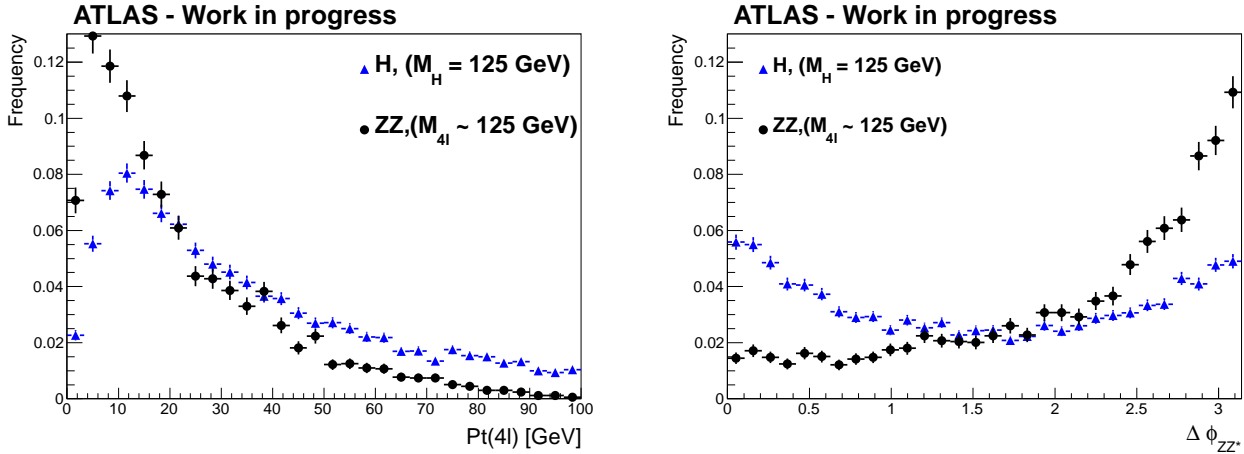 ATLAS - Work in progress
Frequency
0.12
0.1
0.08
0.06
0.04
0.02
0
H, (M_H = 125 GeV)
ZZ,(M_4l ~ 125 GeV)
0 10 20 30 40 50 60 70 80 90 100
Pt(4l) [GeV]
ATLAS - Work in progress
Frequency
0.12
0.1
0.08
0.06
0.04
0.02
0
H, (M_H = 125 GeV)
ZZ,(M_4l ~ 125 GeV)
0 0.5 1 1.5 2 2.5 3
Δ ϕ_ZZ*